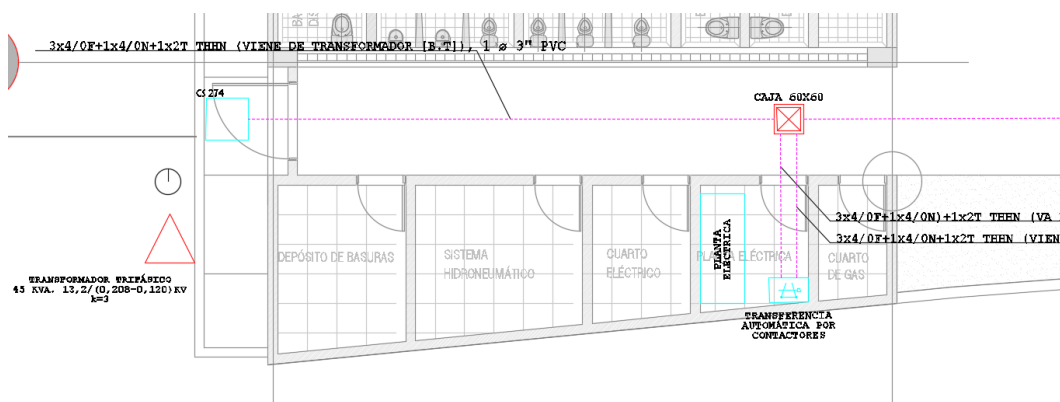 3x4/0F+1x4/0N+1x2T THHN (VIENE DE TRANSFORMADOR [B.T]), 1 ø 3" PVC
CS274
CAJA 60X60
3x4/0F+1x4/0N)+1x2T THHN (VA
3x4/0F+1x4/0N+1x2T THHN (VIEN
DEPÓSITO DE BASURAS
SISTEMA
HIDRONEUMÁTICO
CUARTO
ELÉCTRICO
PLANTA
ELÉCTRICA
PLANTA ELÉCTRICA
CUARTO
DE GAS
TRANSFORMADOR TRIFÁSICO
45 KVA. 13,2/(0,208-0,120)KV
k=3
TRANSFERENCIA
AUTOMÁTICA POR
CONTACTORES